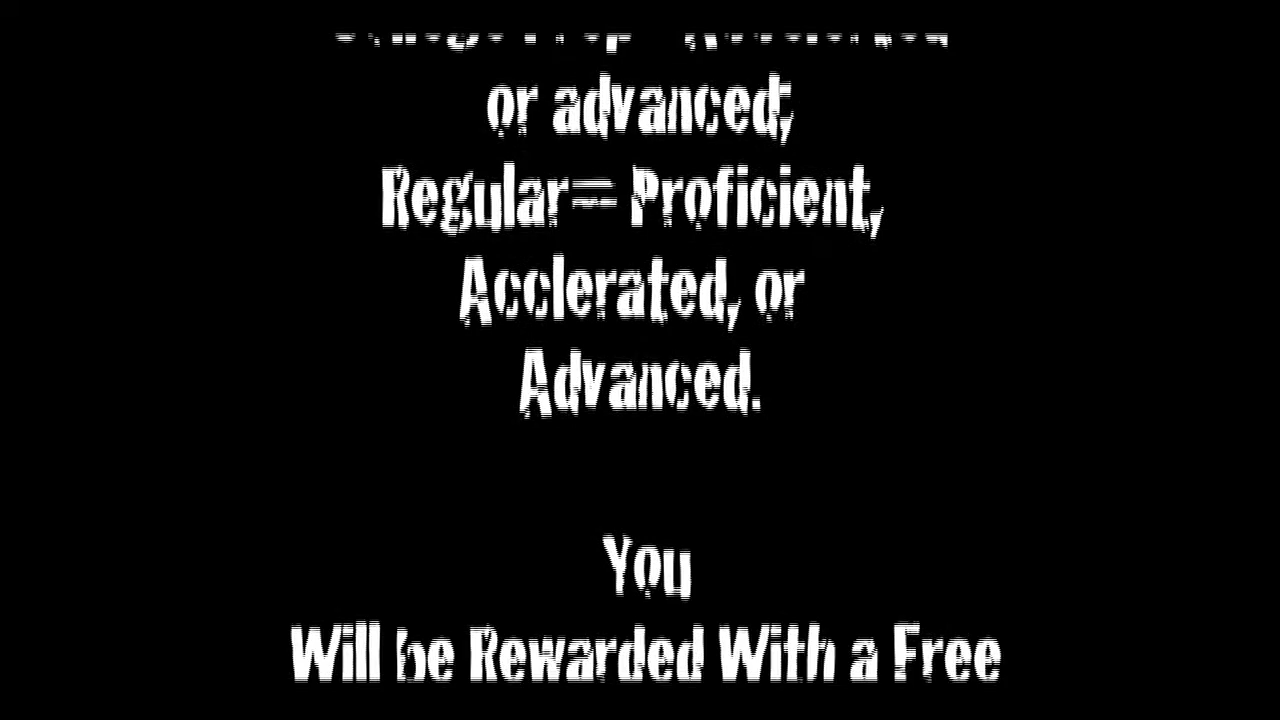 or advanced;
Regular= Proficient,
Acclerated, or
Advanced.
You
Will be Rewarded With a Free